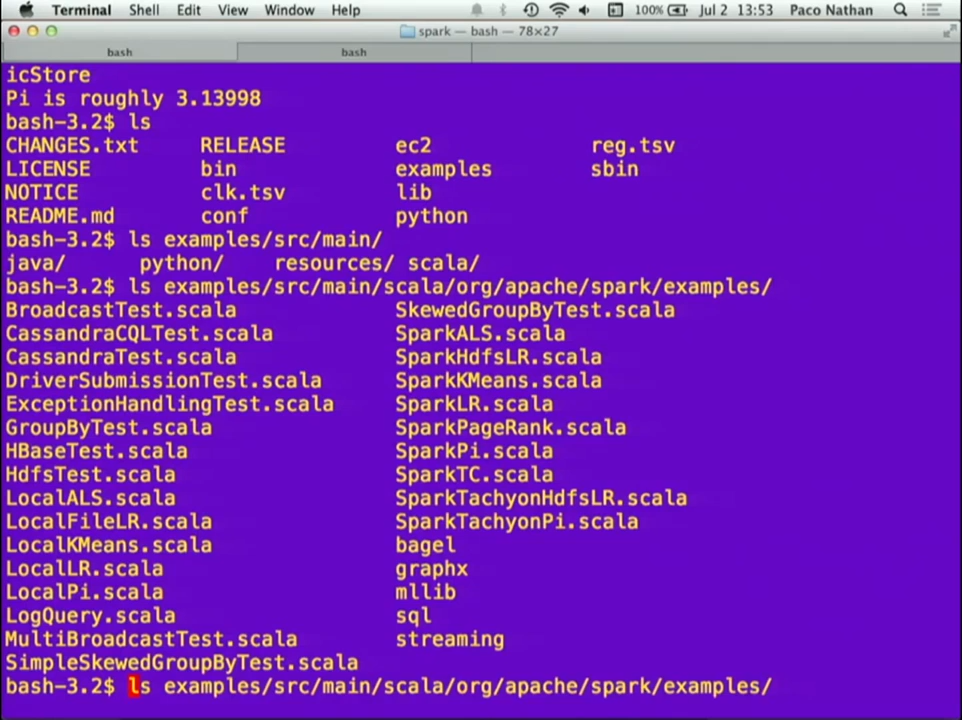 Terminal Shell Edit View Window Help 100% Jul 2 13:53 Paco Nathan
spark — bash — 78×27
bash bash
icStore
Pi is roughly 3.13998
bash-3.2$ ls
CHANGES.txt RELEASE ec2 reg.tsv
LICENSE bin examples sbin
NOTICE clk.tsv lib
README.md conf python
bash-3.2$ ls examples/src/main/
java/ python/ resources/ scala/
bash-3.2$ ls examples/src/main/scala/org/apache/spark/examples/
BroadcastTest.scala SkewedGroupByTest.scala
CassandraCQLTest.scala SparkALS.scala
CassandraTest.scala SparkHdfsLR.scala
DriverSubmissionTest.scala SparkKMeans.scala
ExceptionHandlingTest.scala SparkLR.scala
GroupByTest.scala SparkPageRank.scala
HBaseTest.scala SparkPi.scala
HdfsTest.scala SparkTC.scala
LocalALS.scala SparkTachyonHdfsLR.scala
LocalFileLR.scala SparkTachyonPi.scala
LocalKMeans.scala bagel
LocalLR.scala graphx
LocalPi.scala mllib
LogQuery.scala sql
MultiBroadcastTest.scala streaming
SimpleSkewedGroupByTest.scala
bash-3.2$ ls examples/src/main/scala/org/apache/spark/examples/